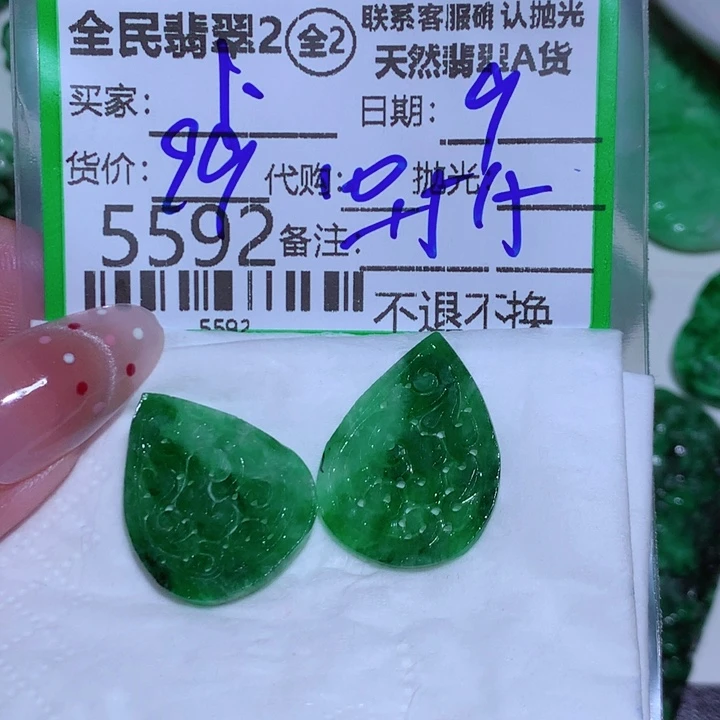 全民翡翠2 全2 联系客服确认抛光
天然翡翠A货
买家: 日期: 9
货价: 99 代购: 10 抛光:
5592 备注:
5592 不退不换